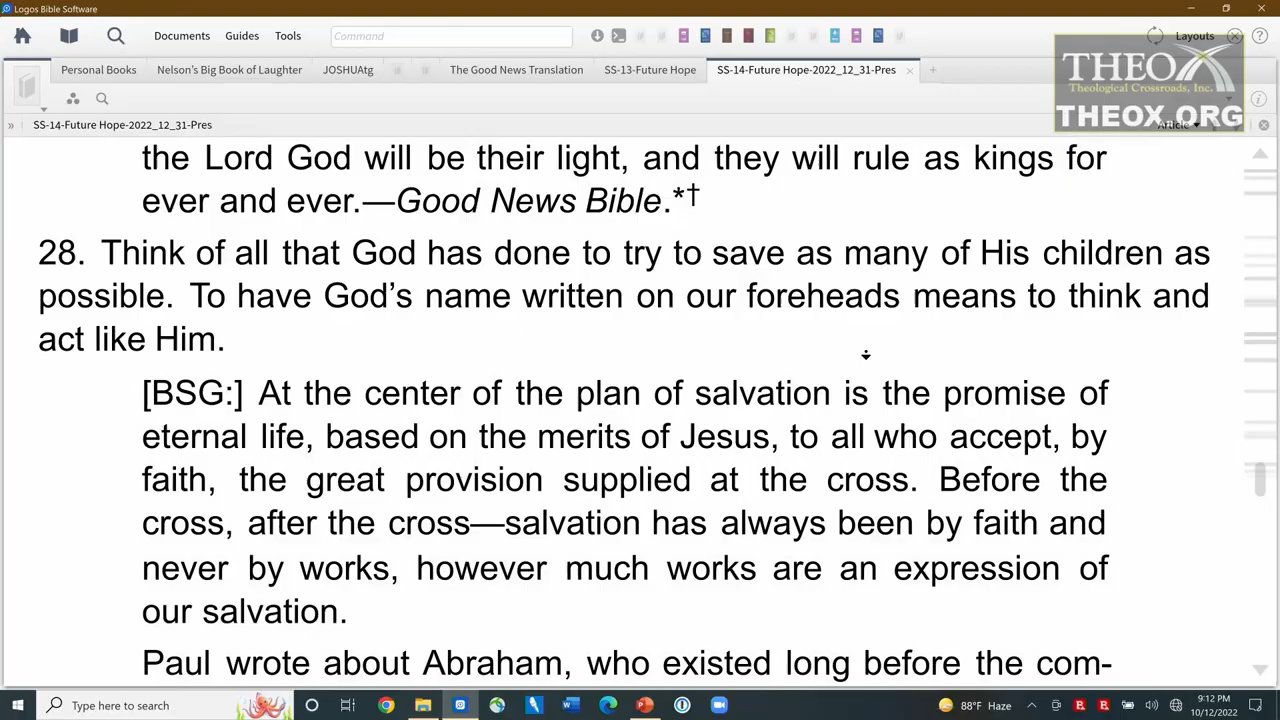 Logos Bible Software
Documents Guides Tools Command Layouts
Personal Books Nelson's Big Book of Laughter JOSHUAtg The Good News Translation SS-13-Future Hope SS-14-Future Hope-2022_12_31-Pres
THEOX
Theological Crossroads, Inc.
THEOX.ORG
SS-14-Future Hope-2022_12_31-Pres Article
the Lord God will be their light, and they will rule as kings for
ever and ever.—Good News Bible.*†
28. Think of all that God has done to try to save as many of His children as
possible. To have God's name written on our foreheads means to think and
act like Him.
[BSG:] At the center of the plan of salvation is the promise of
eternal life, based on the merits of Jesus, to all who accept, by
faith, the great provision supplied at the cross. Before the
cross, after the cross—salvation has always been by faith and
never by works, however much works are an expression of
our salvation.
Paul wrote about Abraham, who existed long before the com-
Type here to search
88°F Haze
9:12 PM
10/12/2022